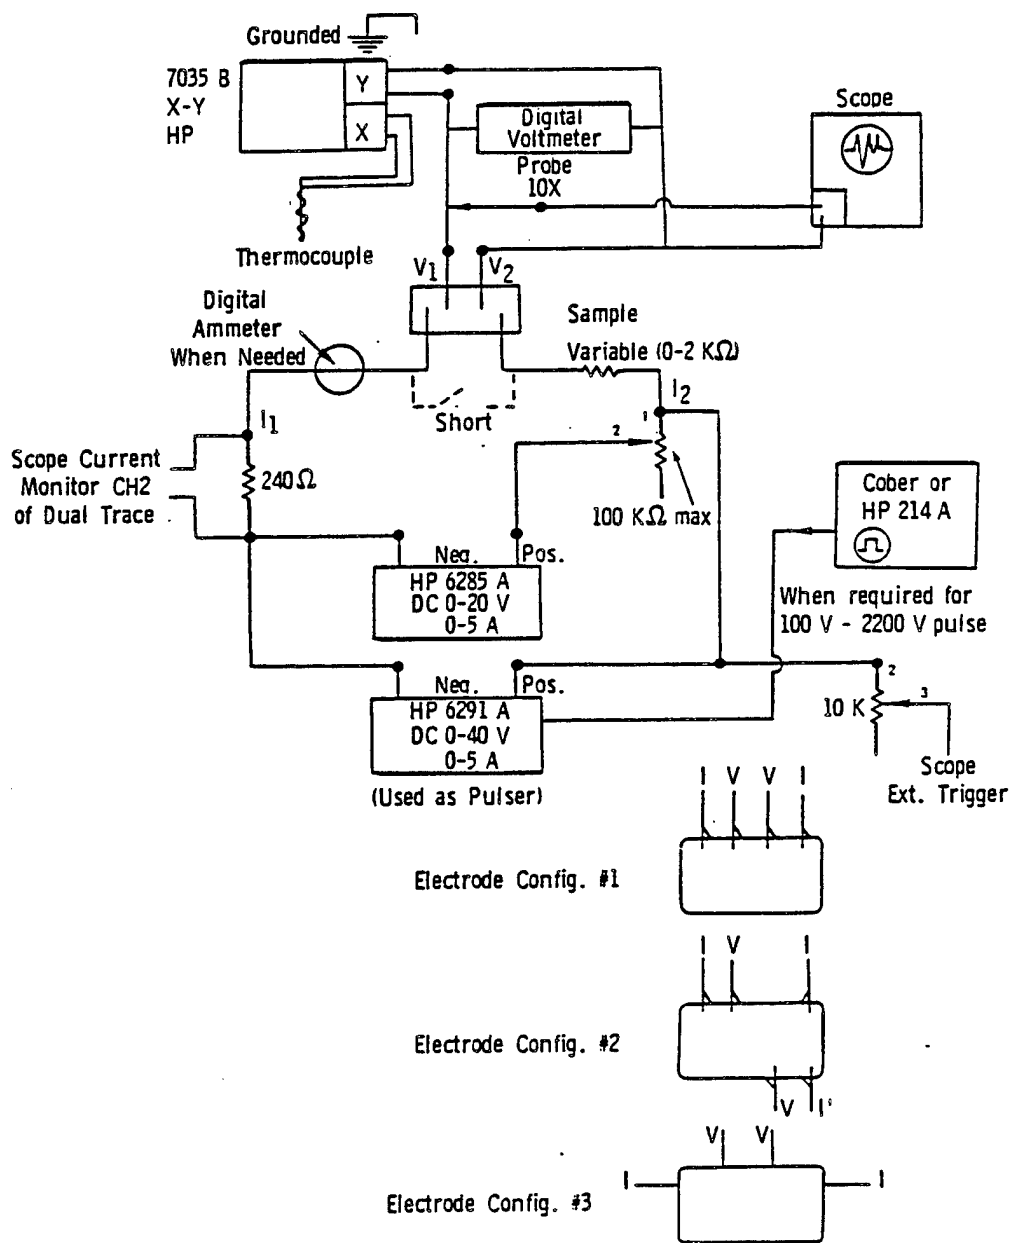 Grounded
7035 B
X-Y
HP
Y
X
Digital
Voltmeter
Probe
10X
Scope
Thermocouple
V1
V2
Digital
Ammeter
When Needed
Sample
Variable (0-2 KΩ)
Short
I1
I2
1
2
240Ω
100 KΩ max
Scope Current
Monitor CH2
of Dual Trace
Cober or
HP 214 A
When required for
100 V - 2200 V pulse
Neg.
Pos.
HP 6285 A
DC 0-20 V
0-5 A
Neg.
Pos.
HP 6291 A
DC 0-40 V
0-5 A
(Used as Pulser)
2
3
10 K
Scope
Ext. Trigger
I V V I
Electrode Config. #1
I V I
Electrode Config. #2
V I'
V V
I I
Electrode Config. #3